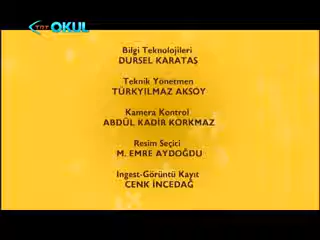 TRT OKUL
Bilgi Teknolojileri
DURSEL KARATAŞ
Teknik Yönetmen
TÜRKYILMAZ AKSOY
Kamera Kontrol
ABDÜL KADİR KORKMAZ
Resim Seçici
M. EMRE AYDOĞDU
İngest-Görüntü Kayıt
CENK İNCEDAĞ